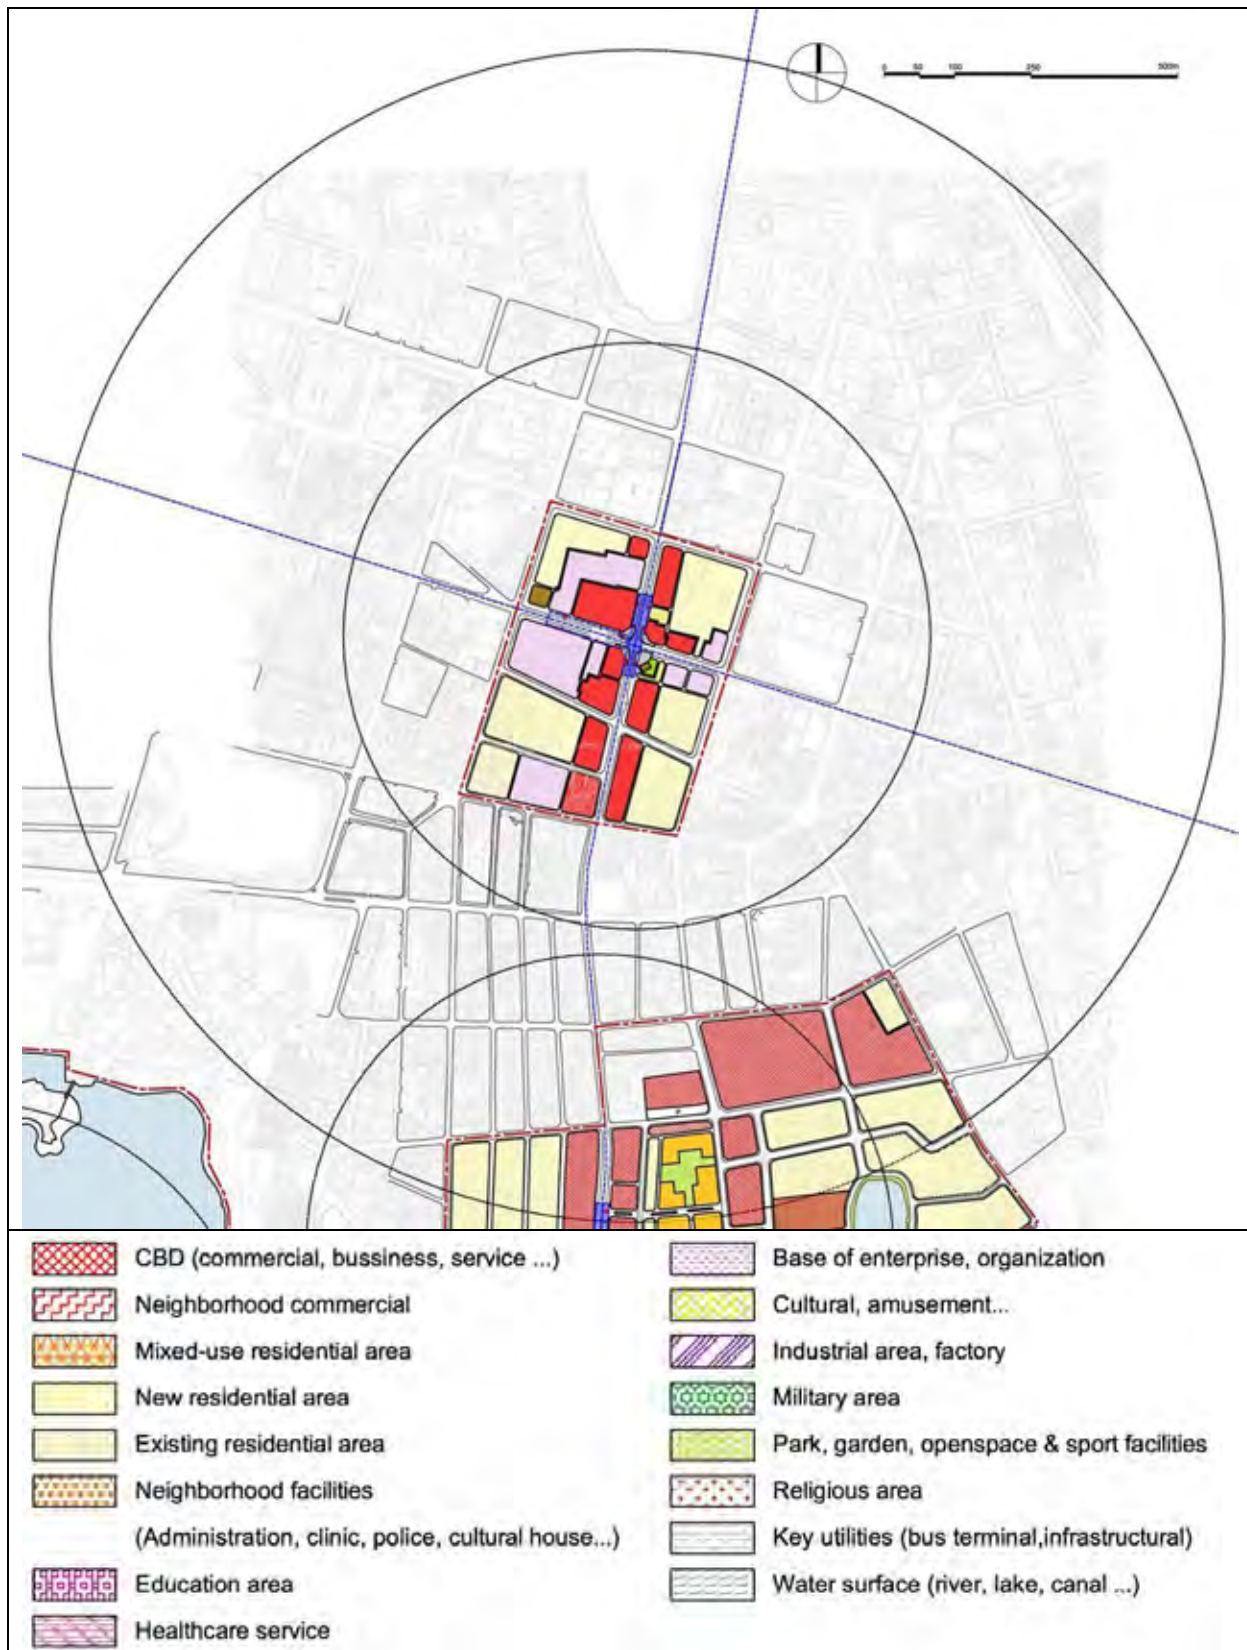 0 50 100 250 500m
P
CBD (commercial, bussiness, service ...)
Neighborhood commercial
Mixed-use residential area
New residential area
Existing residential area
Neighborhood facilities
(Administration, clinic, police, cultural house...)
Education area
Healthcare service
Base of enterprise, organization
Cultural, amusement...
Industrial area, factory
Military area
Park, garden, openspace & sport facilities
Religious area
Key utilities (bus terminal,infrastructural)
Water surface (river, lake, canal ...)